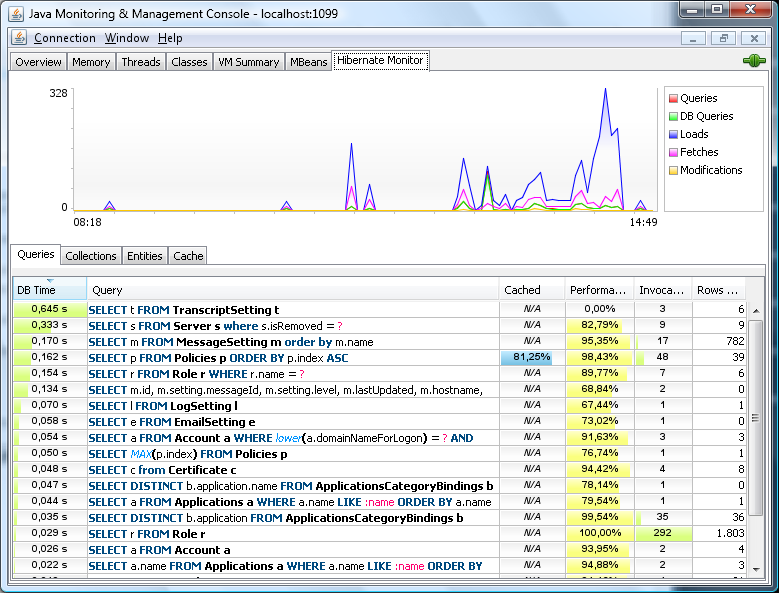 Java Monitoring & Management Console - localhost:1099
Connection Window Help
Overview Memory Threads Classes VM Summary MBeans Hibernate Monitor
328
0
08:18 14:49
Queries
DB Queries
Loads
Fetches
Modifications
Queries Collections Entities Cache
DB Time Query Cached Performa... Invoca... Rows ...
0,645 s SELECT t FROM TranscriptSetting t N/A 0,00% 3 6
0,333 s SELECT s FROM Server s where s.isRemoved = ? N/A 82,79% 9 9
0,170 s SELECT m FROM MessageSetting m order by m.name N/A 95,35% 17 782
0,162 s SELECT p FROM Policies p ORDER BY p.index ASC 81,25% 98,43% 48 39
0,154 s SELECT r FROM Role r WHERE r.name = ? N/A 89,77% 7 6
0,134 s SELECT m.id, m.setting.messageId, m.setting.level, m.lastUpdated, m.hostname, N/A 68,84% 2 0
0,070 s SELECT l FROM LogSetting l N/A 67,44% 1 1
0,058 s SELECT e FROM EmailSetting e N/A 73,02% 1 0
0,054 s SELECT a FROM Account a WHERE lower(a.domainNameForLogon) = ? AND N/A 91,63% 3 3
0,050 s SELECT MAX(p.index) FROM Policies p N/A 76,74% 1 1
0,048 s SELECT c from Certificate c N/A 94,42% 4 8
0,047 s SELECT DISTINCT b.application.name FROM ApplicationsCategoryBindings b N/A 78,14% 1 0
0,044 s SELECT a FROM Applications a WHERE a.name LIKE :name ORDER BY a.name N/A 79,54% 1 1
0,035 s SELECT DISTINCT b.application FROM ApplicationsCategoryBindings b N/A 99,54% 35 36
0,029 s SELECT r FROM Role r N/A 100,00% 292 1.803
0,026 s SELECT a FROM Account a N/A 93,95% 2 4
0,022 s SELECT a.name FROM Applications a WHERE a.name LIKE :name ORDER BY N/A 94,88% 2 3